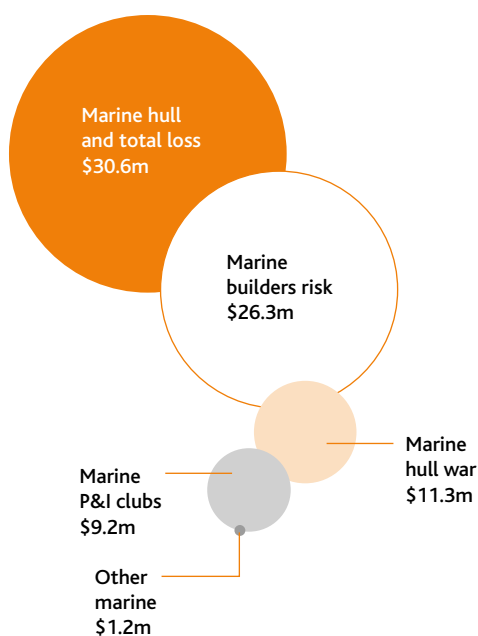 Marine hull
and total loss
$30.6m
Marine
builders risk
$26.3m
Marine
hull war
$11.3m
Marine
P&I clubs
$9.2m
Other
marine
$1.2m